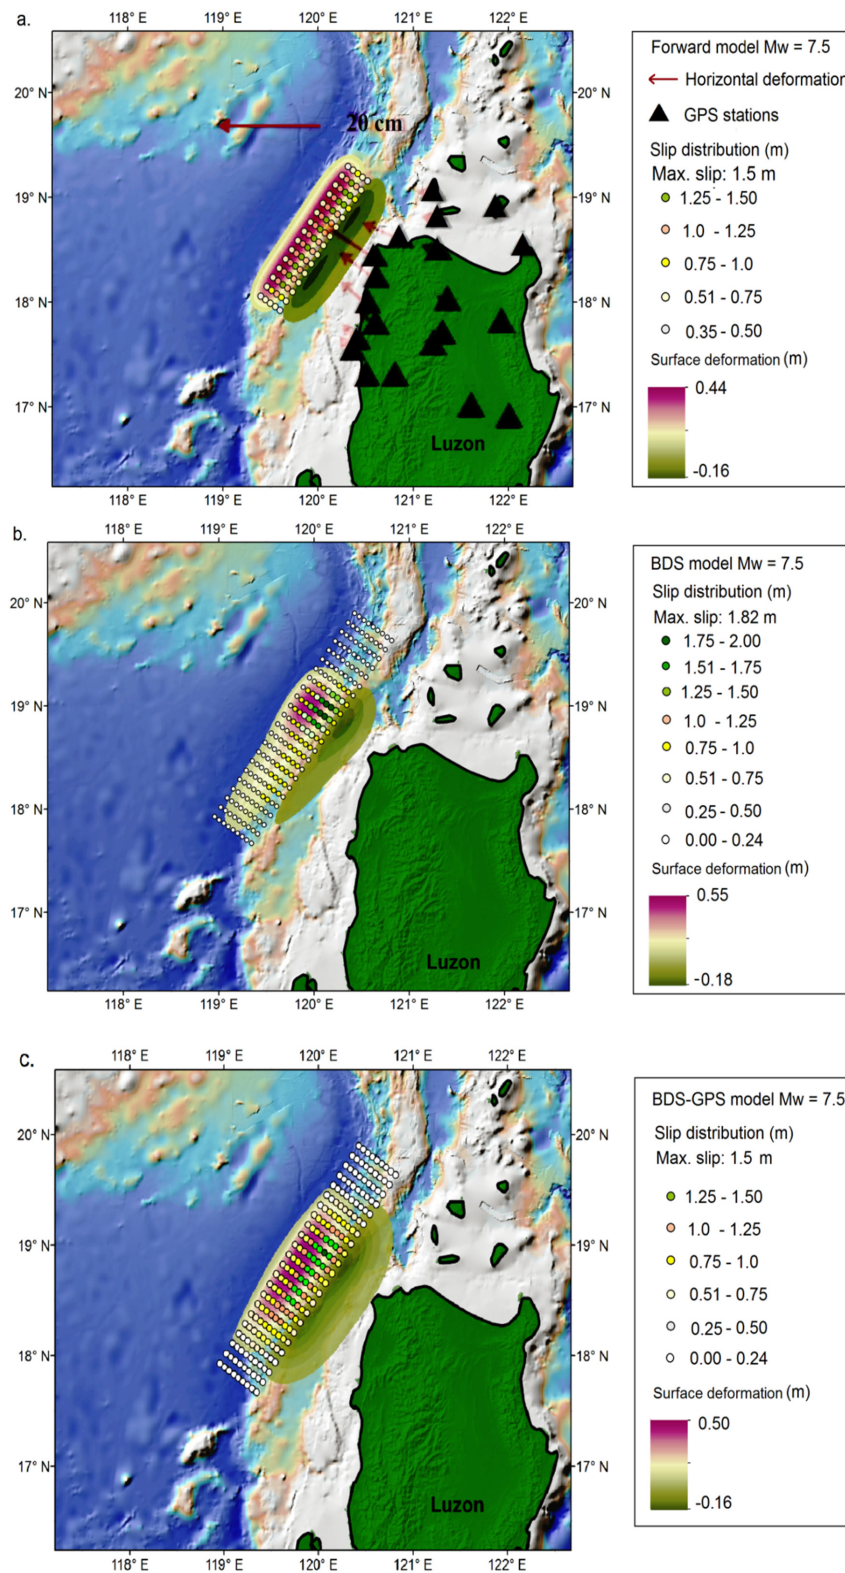 a.
118° E 119° E 120° E 121° E 122° E
20° N
19° N
18° N
17° N
20° N
19° N
18° N
17° N
20 cm
Luzon
118° E 119° E 120° E 121° E 122° E
Forward model Mw = 7.5
Horizontal deformation
GPS stations
Slip distribution (m)
Max. slip: 1.5 m
1.25 - 1.50
1.0 - 1.25
0.75 - 1.0
0.51 - 0.75
0.35 - 0.50
Surface deformation (m)
0.44
-0.16
b.
118° E 119° E 120° E 121° E 122° E
20° N
19° N
18° N
17° N
20° N
19° N
18° N
17° N
Luzon
118° E 119° E 120° E 121° E 122° E
BDS model Mw = 7.5
Slip distribution (m)
Max. slip: 1.82 m
1.75 - 2.00
1.51 - 1.75
1.25 - 1.50
1.0 - 1.25
0.75 - 1.0
0.51 - 0.75
0.25 - 0.50
0.00 - 0.24
Surface deformation (m)
0.55
-0.18
c.
118° E 119° E 120° E 121° E 122° E
20° N
19° N
18° N
17° N
20° N
19° N
18° N
17° N
Luzon
118° E 119° E 120° E 121° E 122° E
BDS-GPS model Mw = 7.5
Slip distribution (m)
Max. slip: 1.5 m
1.25 - 1.50
1.0 - 1.25
0.75 - 1.0
0.51 - 0.75
0.25 - 0.50
0.00 - 0.24
Surface deformation (m)
0.50
-0.16